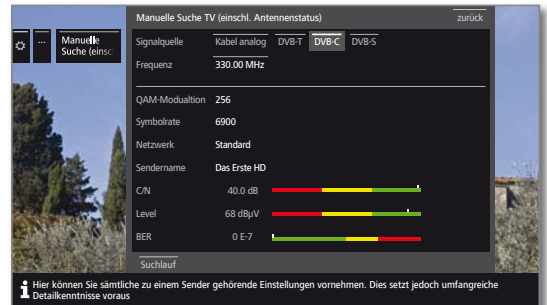 Manuelle Suche TV (einschl. Antennenstatus) zurück
... Manuelle
Suche (einsc
Signalquelle Kabel analog DVB-T DVB-C DVB-S
Frequenz 330.00 MHz
QAM-Modualtion 256
Symbolrate 6900
Netzwerk Standard
Sendername Das Erste HD
C/N 40.0 dB
Level 68 dBµV
BER 0 E-7
Suchlauf
i Hier können Sie sämtliche zu einem Sender gehörende Einstellungen vornehmen. Dies setzt jedoch umfangreiche
Detailkenntnisse voraus